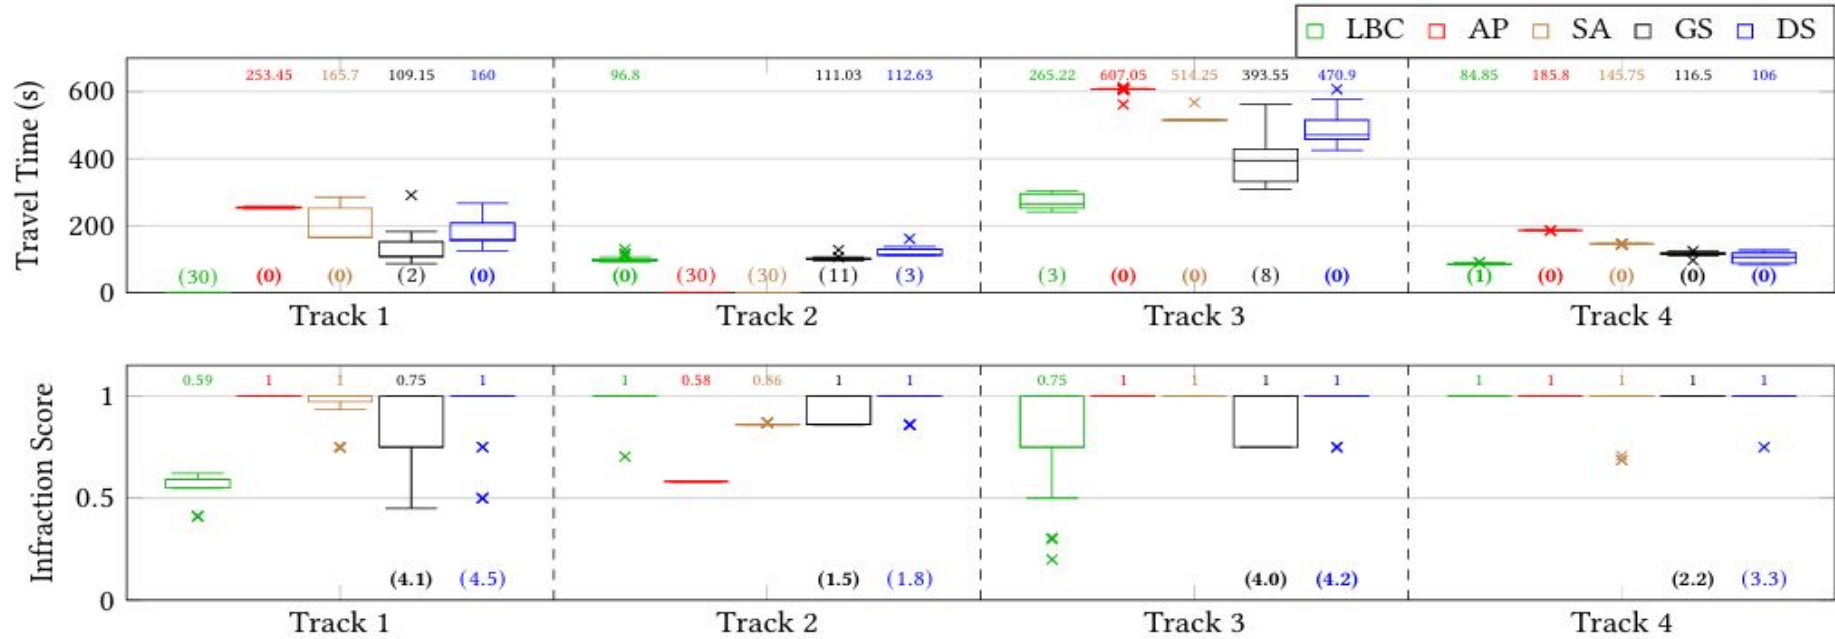 LBC AP SA GS DS
253.45 165.7 109.15 160 96.8 111.03 112.63 265.22 607.05 514.25 393.55 470.9 84.85 185.8 145.75 116.5 106
Travel Time (s)
600
400
200
0
(30) (0) (0) (2) (0) (0) (30) (30) (11) (3) (3) (0) (0) (8) (0) (1) (0) (0) (0) (0)
Track 1 Track 2 Track 3 Track 4
0.59 1 1 0.75 1 1 0.58 0.86 1 1 0.75 1 1 1 1 1 1 1 1 1
Infraction Score
1
0.5
0
(4.1) (4.5) (1.5) (1.8) (4.0) (4.2) (2.2) (3.3)
Track 1 Track 2 Track 3 Track 4